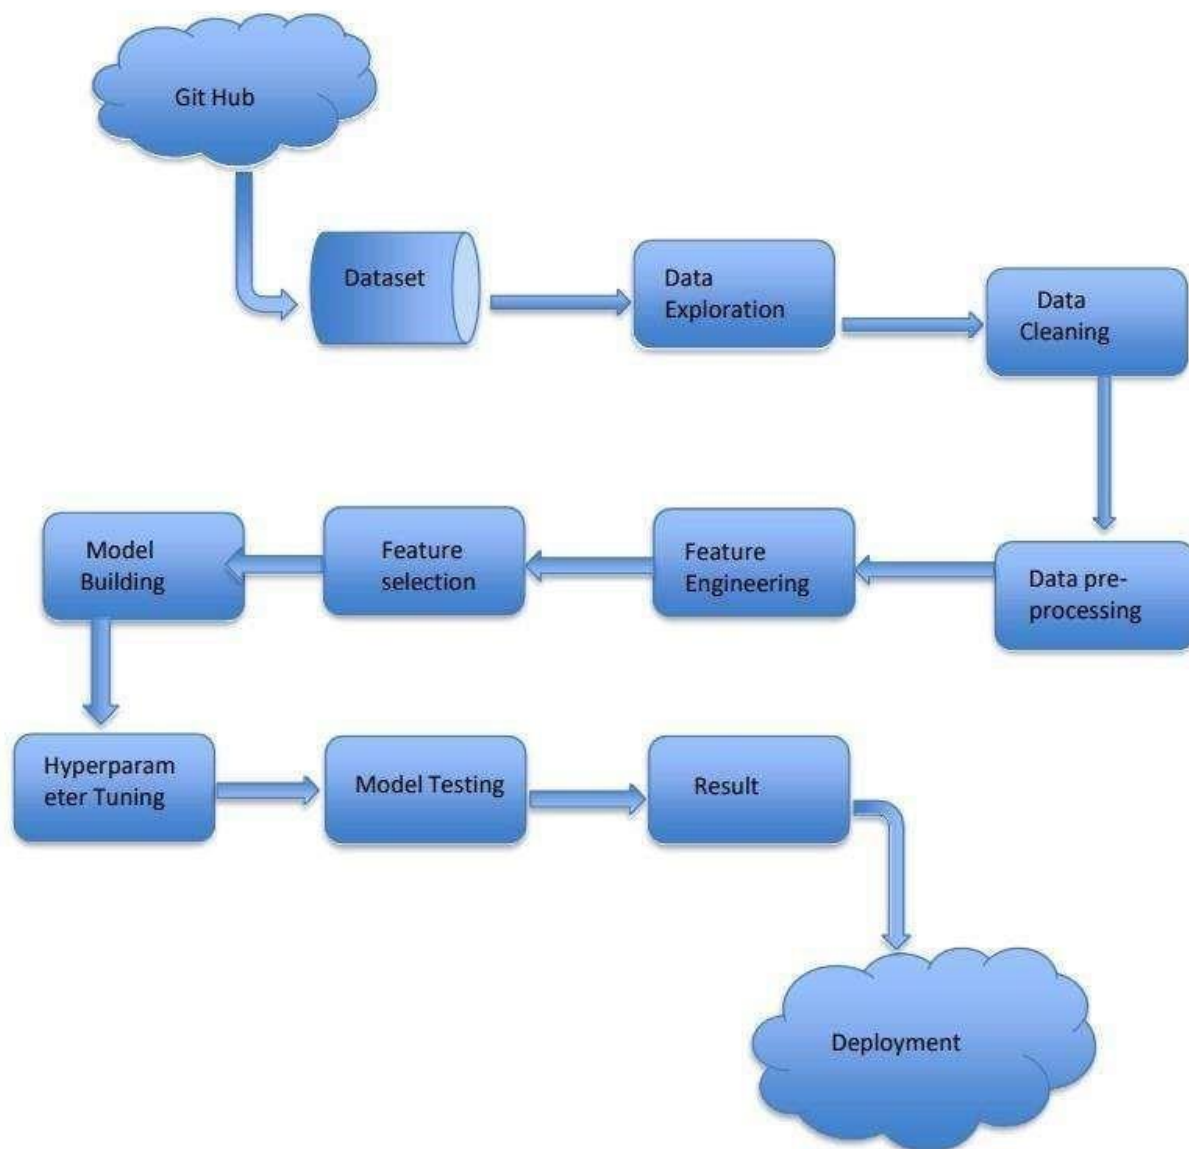 Git Hub
Dataset
Data
Exploration
Data
Cleaning
Data pre-
processing
Feature
Engineering
Feature
selection
Model
Building
Hyperparam
eter Tuning
Model Testing
Result
Deployment